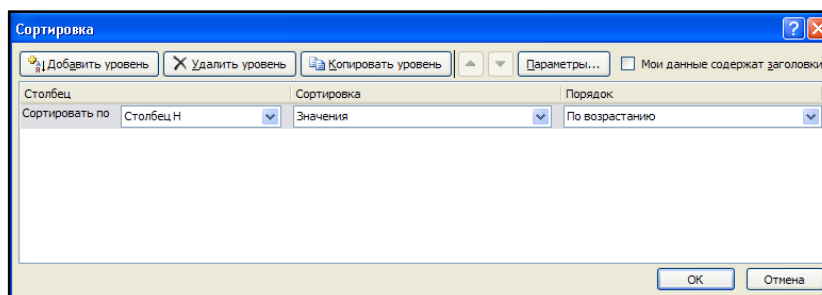 Сортировка
Добавить уровень Удалить уровень Копировать уровень Параметры... Мои данные содержат заголовки
Столбец Сортировка Порядок
Сортировать по Столбец H Значения По возрастанию
ОК Отмена